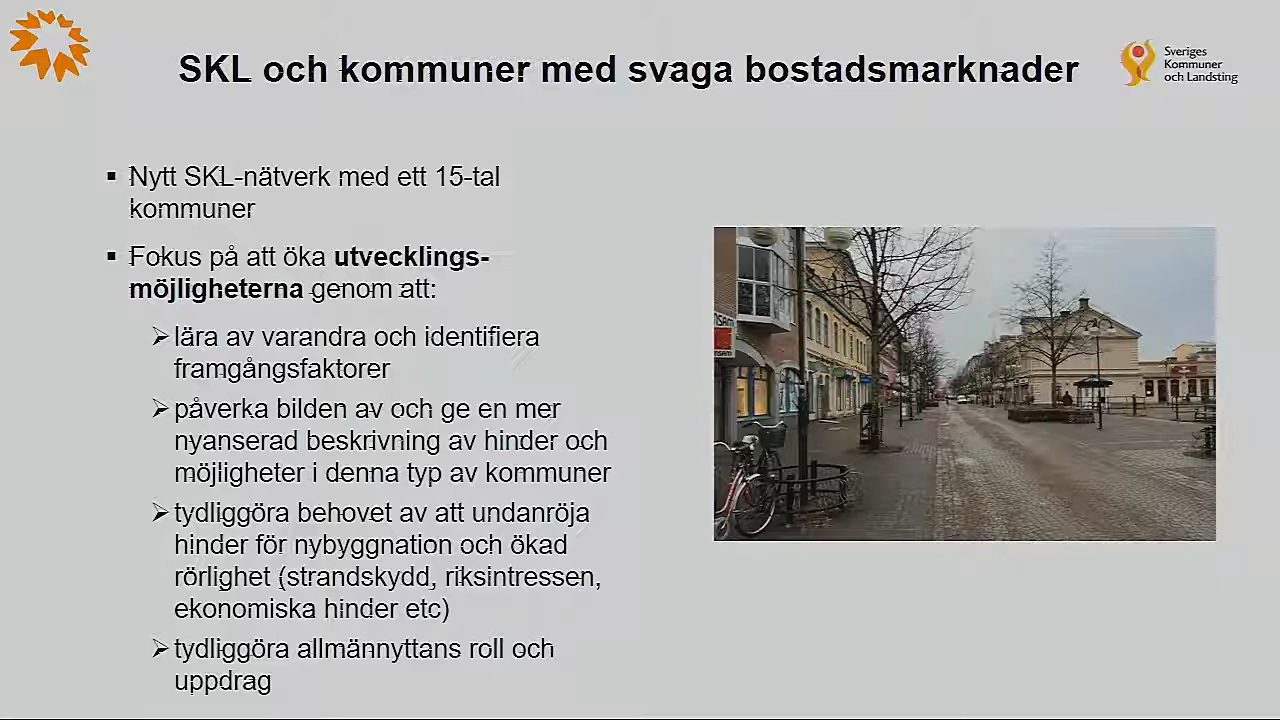 SKL och kommuner med svaga bostadsmarknader
Sveriges
Kommuner
och Landsting
▪ Nytt SKL-nätverk med ett 15-tal
kommuner
▪ Fokus på att öka utvecklings-
möjligheterna genom att:
➢ lära av varandra och identifiera
framgångsfaktorer
➢ påverka bilden av och ge en mer
nyanserad beskrivning av hinder och
möjligheter i denna typ av kommuner
➢ tydliggöra behovet av att undanröja
hinder för nybyggnation och ökad
rörlighet (strandskydd, riksintressen,
ekonomiska hinder etc)
➢ tydliggöra allmännyttans roll och
uppdrag